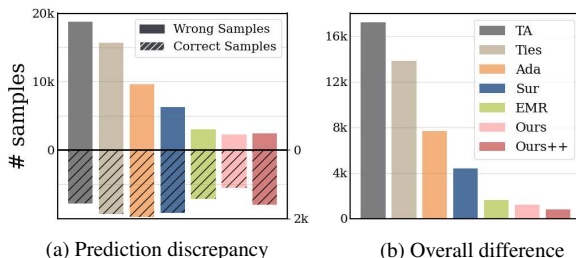 20k
10k
0
# samples
Wrong Samples
Correct Samples
0
2k
(a) Prediction discrepancy
16k
12k
8k
4k
0
TA
Ties
Ada
Sur
EMR
Ours
Ours++
(b) Overall difference